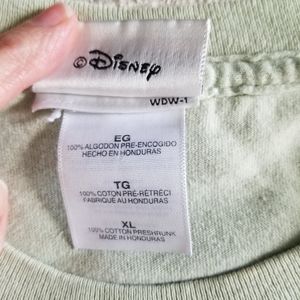 © Disney
WDW-1
EG
100% ALGODON PRE-ENCOGIDO
HECHO EN HONDURAS
TG
100% COTON PRE-RÉTRÉCI
FABRIQUÉ AU HONDURAS
XL
100% COTTON PRESHRUNK
MADE IN HONDURAS